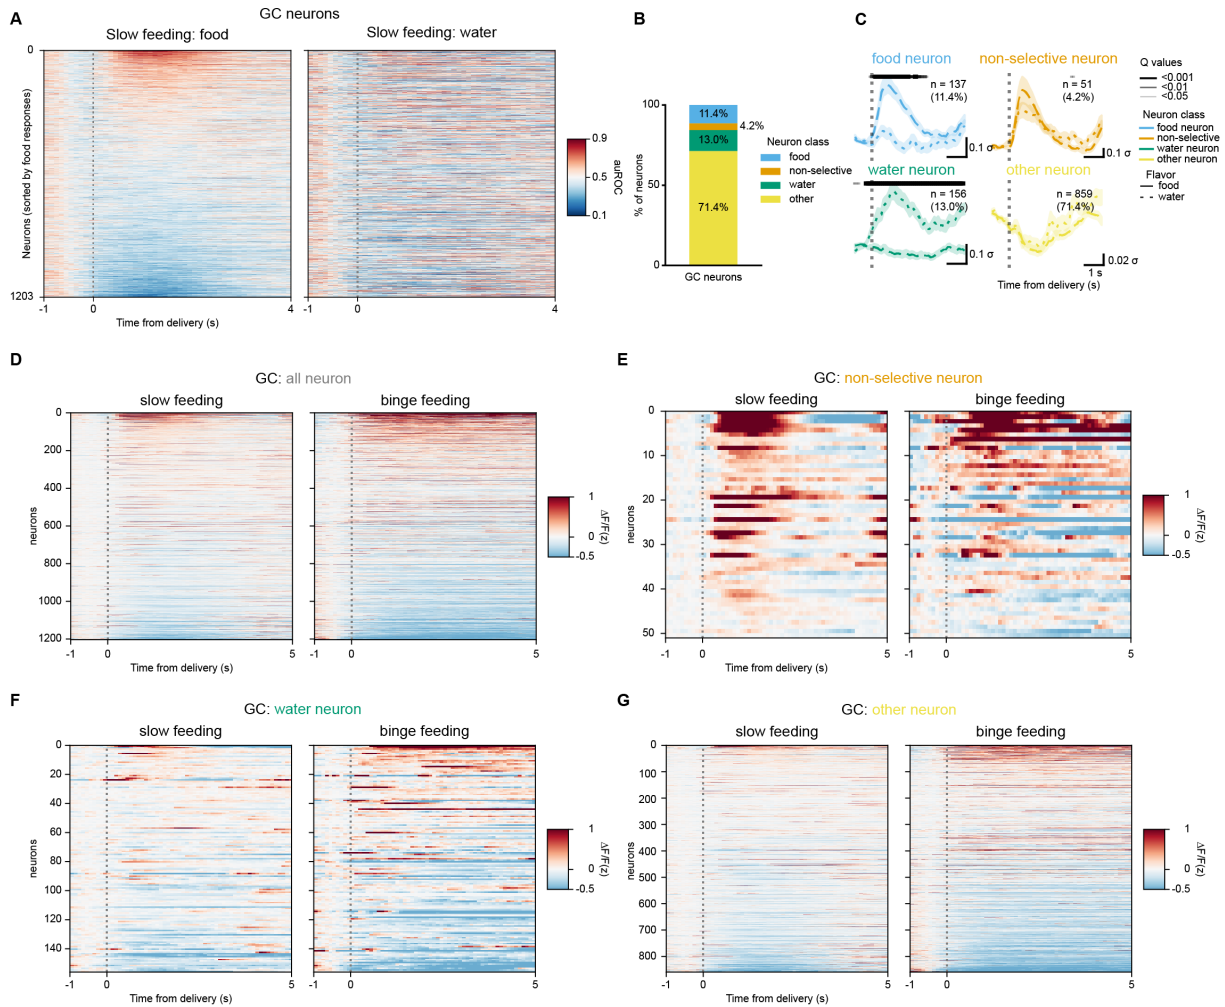 A
GC neurons
Slow feeding: food
Slow feeding: water
Neurons (sorted by food responses)
0
1203
-1
0
4
-1
0
4
Time from delivery (s)
0.9
0.5
0.1
auROC
B
% of neurons
100
50
0
11.4%
4.2%
13.0%
71.4%
GC neurons
Neuron class
food
non-selective
water
other
C
food neuron
n = 137
(11.4%)
0.1 σ
non-selective neuron
n = 51
(4.2%)
0.1 σ
water neuron
n = 156
(13.0%)
0.1 σ
other neuron
n = 859
(71.4%)
0.02 σ
1 s
Time from delivery (s)
Q values
<0.001
<0.01
<0.05
Neuron class
food neuron
non-selective
water neuron
other neuron
Flavor
food
water
D
GC: all neuron
slow feeding
binge feeding
neurons
0
200
400
600
800
1000
1200
-1
0
5
-1
0
5
Time from delivery (s)
1
0
-0.5
ΔF/F(z)
E
GC: non-selective neuron
slow feeding
binge feeding
neurons
0
10
20
30
40
50
-1
0
5
-1
0
5
Time from delivery (s)
1
0
-0.5
ΔF/F(z)
F
GC: water neuron
slow feeding
binge feeding
neurons
0
20
40
60
80
100
120
140
-1
0
5
-1
0
5
Time from delivery (s)
1
0
-0.5
ΔF/F(z)
G
GC: other neuron
slow feeding
binge feeding
neurons
0
100
200
300
400
500
600
700
800
-1
0
5
-1
0
5
Time from delivery (s)
1
0
-0.5
ΔF/F(z)